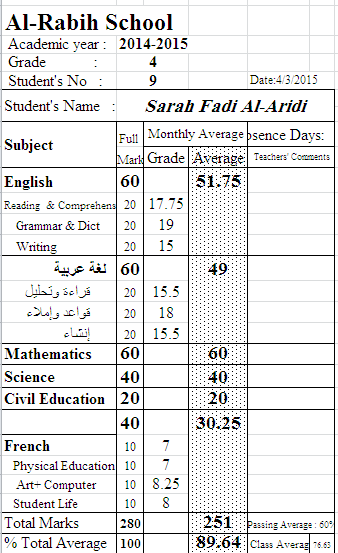 Al-Rabih School
Academic year : 2014-2015
Grade : 4
Student's No : 9 Date:4/3/2015
Student's Name : Sarah Fadi Al-Aridi
Subject Full Mark Monthly Average osence Days:
Grade Average Teachers' Comments
English 60 51.75
Reading & Comprehens 20 17.75
Grammar & Dict 20 19
Writing 20 15
لغة عربية 60 49
قراءة وتحليل 20 15.5
قواعد وإملاء 20 18
إنشاء 20 15.5
Mathematics 60 60
Science 40 40
Civil Education 20 20
40 30.25
French 10 7
Physical Education 10 7
Art+ Computer 10 8.25
Student Life 10 8
Total Marks 280 251 Passing Average : 60%
% Total Average 100 89.64 Class Averag 76.63